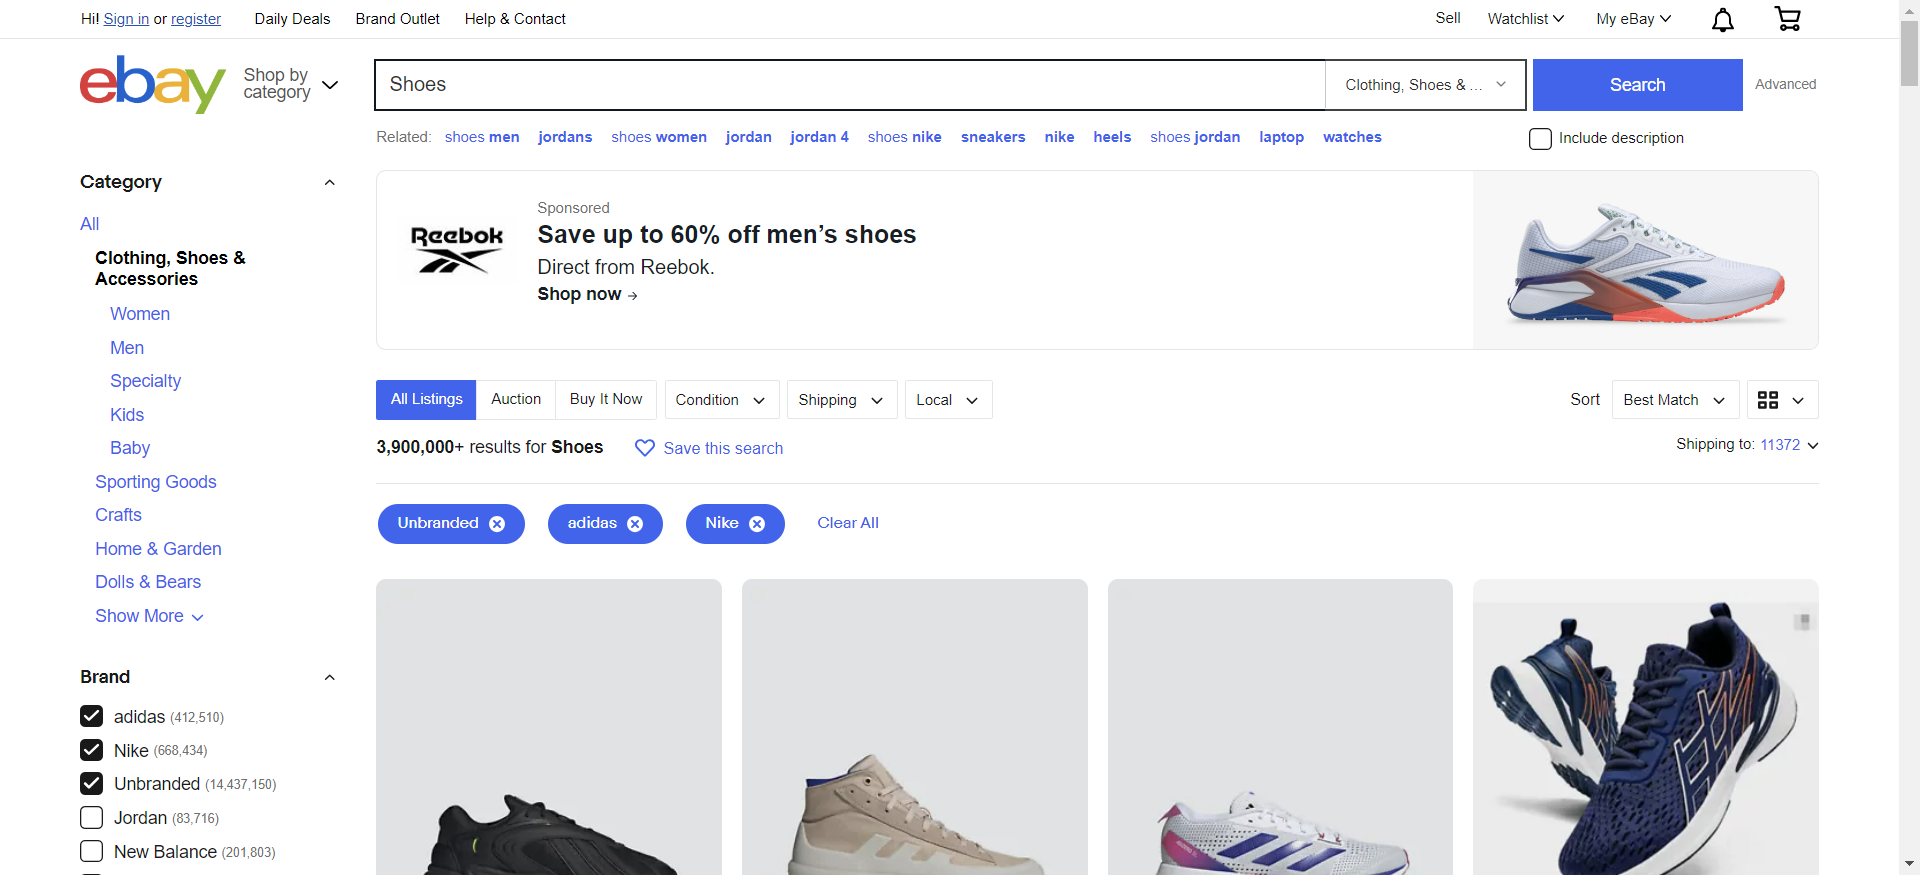 Hi! Sign in or register Daily Deals Brand Outlet Help & Contact Sell Watchlist My eBay
ebay
Shop by
category
Shoes
Clothing, Shoes & ...
Search
Advanced
Related: shoes men jordans shoes women jordan jordan 4 shoes nike sneakers nike heels shoes jordan laptop watches
Include description
Category
All
Clothing, Shoes &
Accessories
Women
Men
Specialty
Kids
Baby
Sporting Goods
Crafts
Home & Garden
Dolls & Bears
Show More
Brand
adidas (412,510)
Nike (668,434)
Unbranded (14,437,150)
Jordan (83,716)
New Balance (201,803)
Reebok
Sponsored
Save up to 60% off men’s shoes
Direct from Reebok.
Shop now →
All Listings Auction Buy It Now Condition Shipping Local Sort Best Match
3,900,000+ results for Shoes Save this search
Shipping to: 11372
Unbranded adidas Nike Clear All